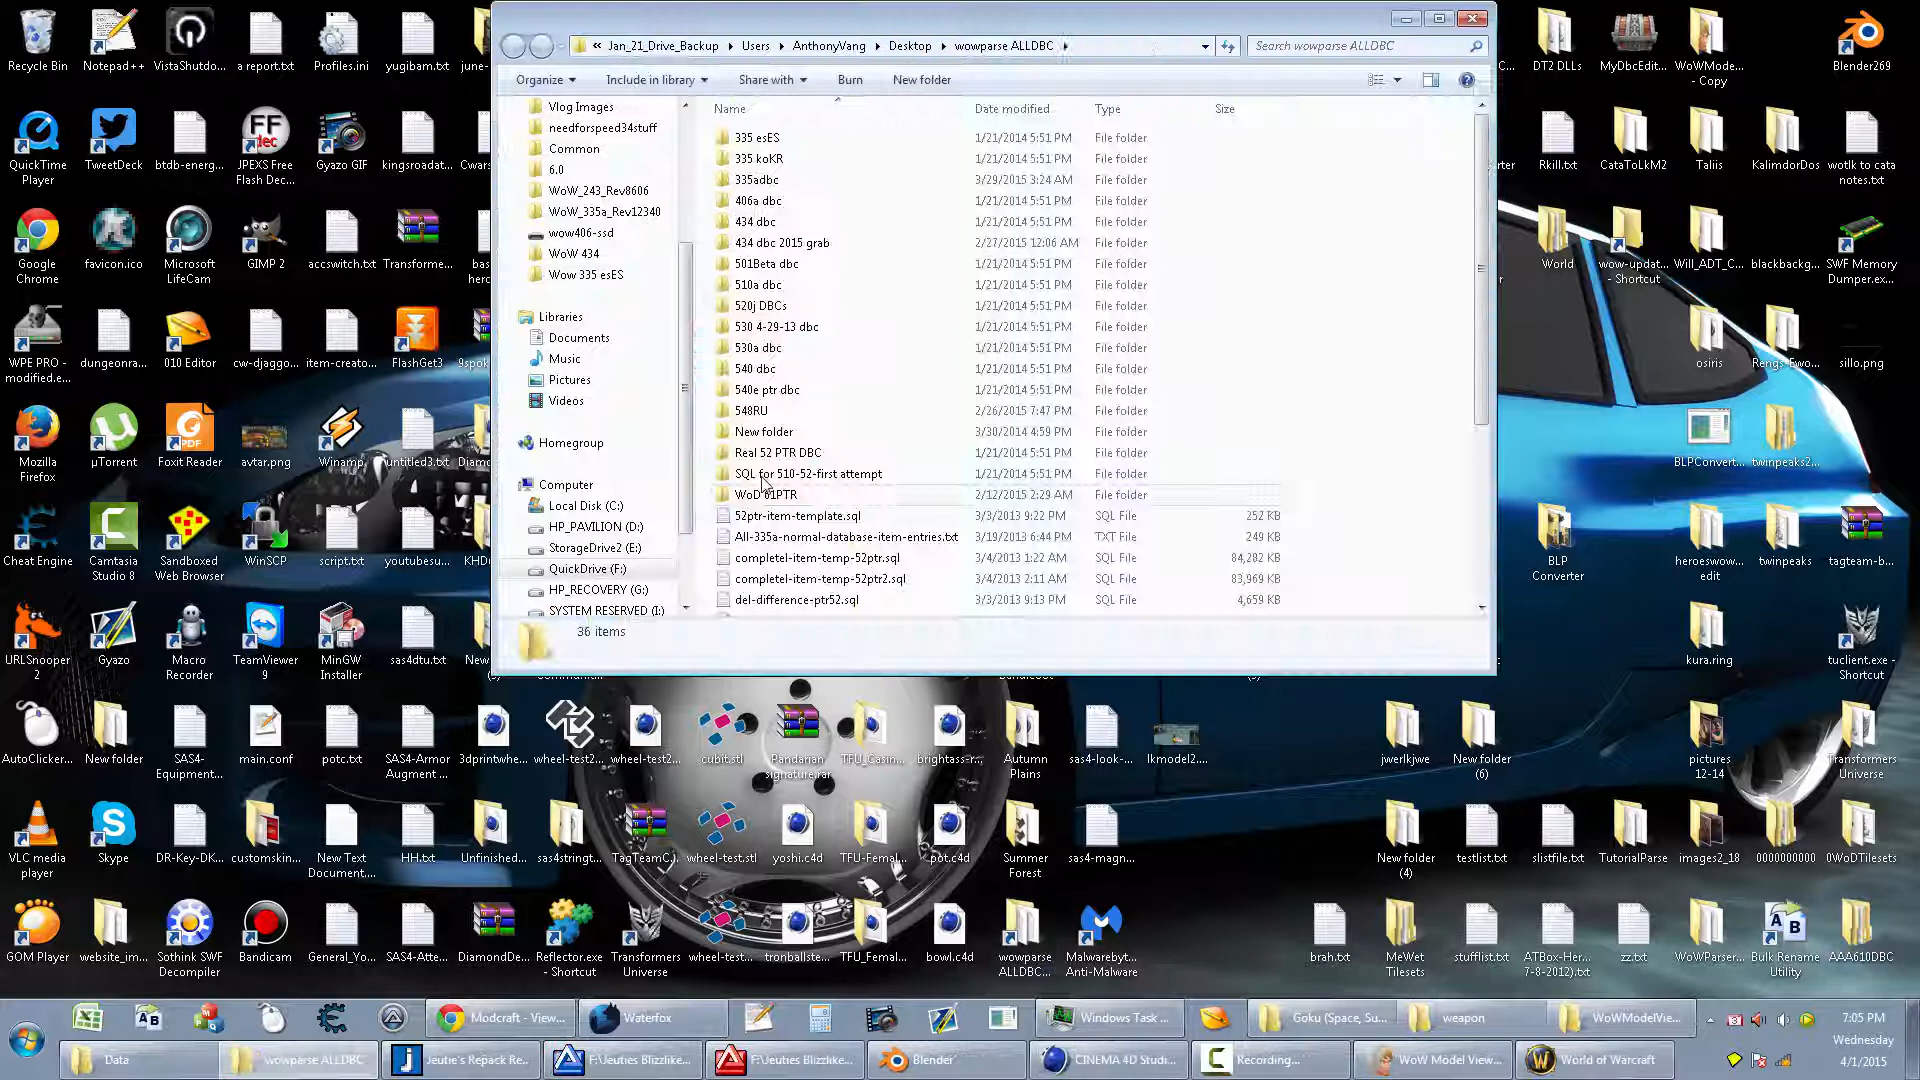 « Jan_21_Drive_Backup ▸ Users ▸ AnthonyVang ▸ Desktop ▸ wowparse ALLDBC ▸
Search wowparse ALLDBC
Organize
Include in library
Share with
Burn
New folder
Vlog Images
needforspeed34stuff
Common
6.0
WoW_243_Rev8606
WoW_335a_Rev12340
wow406-ssd
WoW 434
Wow 335 esES
Libraries
Documents
Music
Pictures
Videos
Homegroup
Computer
Local Disk (C:)
HP_PAVILION (D:)
StorageDrive2 (E:)
QuickDrive (F:)
HP_RECOVERY (G:)
SYSTEM RESERVED (I:)
Name Date modified Type Size
335 esES 1/21/2014 5:51 PM File folder
335 koKR 1/21/2014 5:51 PM File folder
335adbc 3/29/2015 3:24 AM File folder
406a dbc 1/21/2014 5:51 PM File folder
434 dbc 1/21/2014 5:51 PM File folder
434 dbc 2015 grab 2/27/2015 12:06 AM File folder
501Beta dbc 1/21/2014 5:51 PM File folder
510a dbc 1/21/2014 5:51 PM File folder
520j DBCs 1/21/2014 5:51 PM File folder
530 4-29-13 dbc 1/21/2014 5:51 PM File folder
530a dbc 1/21/2014 5:51 PM File folder
540 dbc 1/21/2014 5:51 PM File folder
540e ptr dbc 1/21/2014 5:51 PM File folder
548RU 2/26/2015 7:47 PM File folder
New folder 3/30/2014 4:59 PM File folder
Real 52 PTR DBC 1/21/2014 5:51 PM File folder
SQL for 510-52-first attempt 1/21/2014 5:51 PM File folder
WoD 61PTR 2/12/2015 2:29 AM File folder
52ptr-item-template.sql 3/3/2013 9:22 PM SQL File 252 KB
All-335a-normal-database-item-entries.txt 3/19/2013 6:44 PM TXT File 249 KB
completel-item-temp-52ptr.sql 3/4/2013 1:22 AM SQL File 84,282 KB
completel-item-temp-52ptr2.sql 3/4/2013 2:11 AM SQL File 83,969 KB
del-difference-ptr52.sql 3/3/2013 9:13 PM SQL File 4,659 KB
36 items
Recycle Bin
Notepad++
VistaShutdo...
a report.txt
Profiles.ini
yugibam.txt
june-
DT2 DLLs
MyDbcEdit...
WoWMode... - Copy
Blender269
QuickTime Player
TweetDeck
btdb-energ...
JPEXS Free Flash Dec...
Gyazo GIF
kingsroadat...
Cwars
Rkill.txt
CataToLkM2
Taliis
KalimdorDos
wotlk to cata notes.txt
Google Chrome
favicon.ico
Microsoft LifeCam
GIMP 2
accswitch.txt
Transforme...
World
wow-updat... - Shortcut
Will_ADT_C...
blackbackg...
SWF Memory Dumper.ex...
WPE PRO - modified.e...
dungeonra...
010 Editor
cw-djaggo...
item-creato...
FlashGet3
osiris
Rengs-Ewo...
sillo.png
Mozilla Firefox
µTorrent
Foxit Reader
avtar.png
Winamp
untitled3.txt
Diamo
BLPConvert...
twinpeaks2...
Cheat Engine
Camtasia Studio 8
Sandboxed Web Browser
WinSCP
script.txt
youtubesu...
BLP Converter
heroeswow... edit
twinpeaks
tagteam-b...
URLSnooper 2
Gyazo
Macro Recorder
TeamViewer 9
MinGW Installer
sas4dtu.txt
kura.ring
tuclient.exe - Shortcut
AutoClicker...
New folder
SAS4-Equipment...
main.conf
potc.txt
SAS4-Armor Augment ...
3dprintwhe...
wheel-test2...
wheel-test2...
cubit.stl
Pandarian signature.rar
TFU_Casin...
brightass-r...
Autumn Plains
sas4-look-...
lkmodel2....
jwerlkjwe
New folder (6)
pictures 12-14
Transformers Universe
VLC media player
Skype
DR-Key-DK...
customskin...
New Text Document....
HH.txt
Unfinished...
sas4stringt...
TagTeamC...
wheel-test.stl
yoshi.c4d
TFU-Femal...
pot.c4d
Summer Forest
sas4-magn...
New folder (4)
testlist.txt
slistfile.txt
TutorialParse
images2_18
0000000000
0WoDTilesets
GOM Player
website_im...
Sothink SWF Decompiler
Bandicam
General_Yo...
SAS4-Atte...
DiamondDe...
Reflector.exe - Shortcut
Transformers Universe
wheel-test...
tronballste...
TFU_Femal...
bowl.c4d
wowparse ALLDBC...
Malwarebyt... Anti-Malware
brah.txt
MeWet Tilesets
stufflist.txt
ATBox-Her... 7-8-2012).txt
zz.txt
WoWParser...
Bulk Rename Utility
AAA610DBC
Modcraft - View...
Waterfox
Windows Task ...
Goku (Space, Su...
weapon
WoWModelVie...
7:05 PM
Data
wowparse ALLDBC
Jeutie's Repack Re...
F:\Jeuties Blizzlike...
F:\Jeuties Blizzlike...
Blender
CINEMA 4D Studi...
Recording...
WoW Model View...
World of Warcraft
Wednesday
4/1/2015